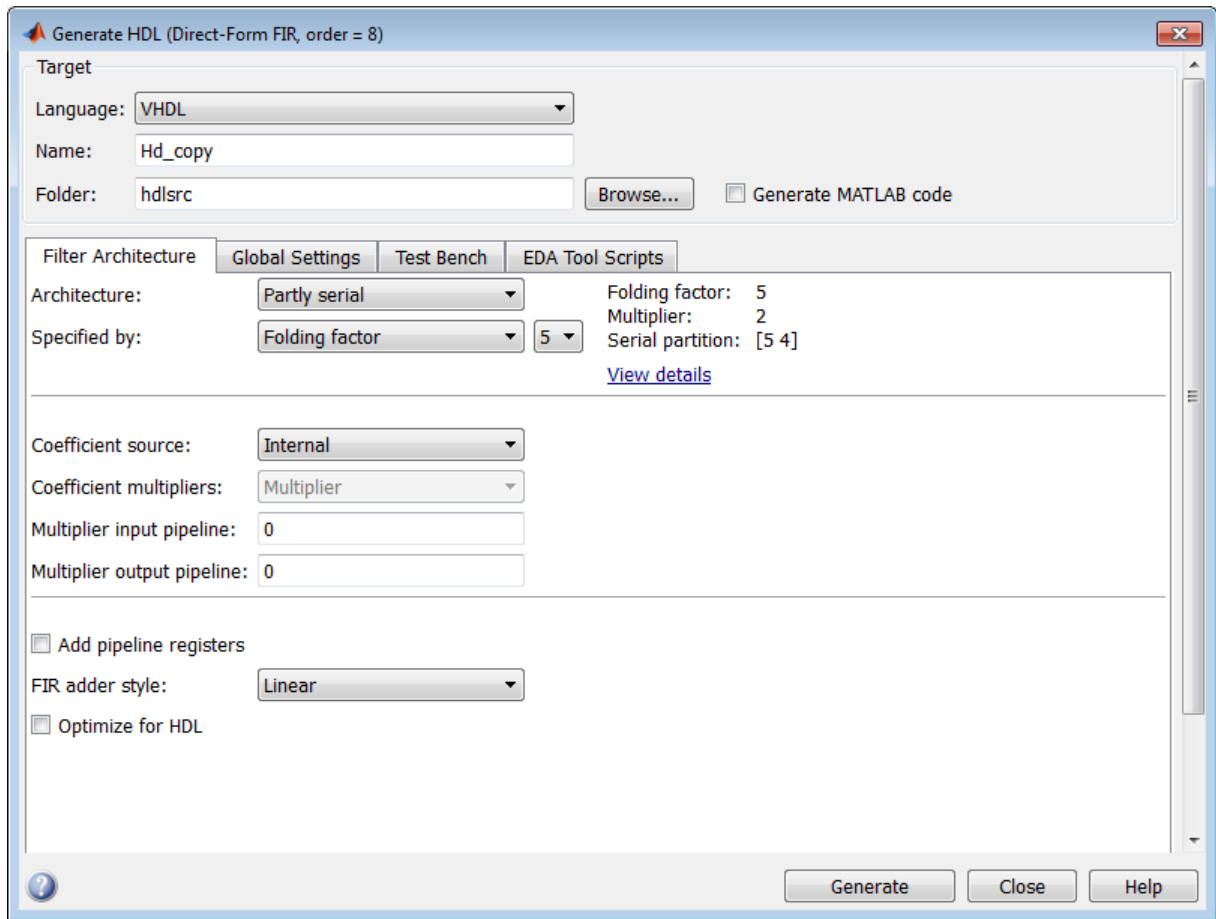 Generate HDL (Direct-Form FIR, order = 8)
Target
Language: VHDL
Name: Hd_copy
Folder: hdlsrc Browse... Generate MATLAB code
Filter Architecture Global Settings Test Bench EDA Tool Scripts
Architecture: Partly serial Folding factor: 5
Multiplier: 2
Specified by: Folding factor 5 Serial partition: [5 4]
View details
Coefficient source: Internal
Coefficient multipliers: Multiplier
Multiplier input pipeline: 0
Multiplier output pipeline: 0
Add pipeline registers
FIR adder style: Linear
Optimize for HDL
? Generate Close Help